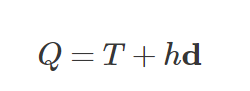 Q = T + hd